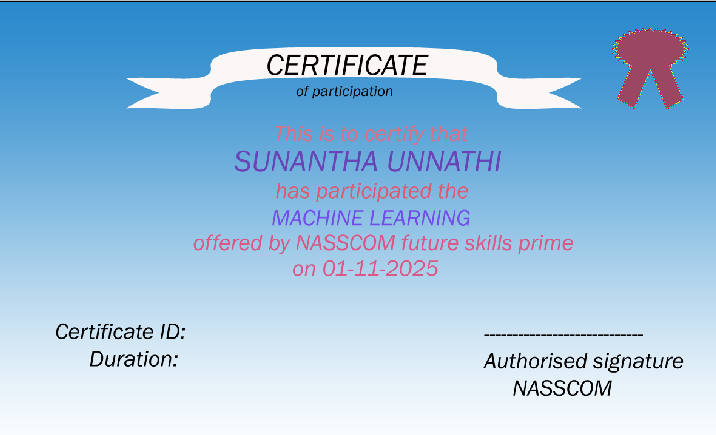 CERTIFICATE
of participation
This is to certify that
SUNANTHA UNNATHI
has participated the
MACHINE LEARNING
offered by NASSCOM future skills prime
on 01-11-2025
Certificate ID:
Duration:
----------------------------
Authorised signature
NASSCOM